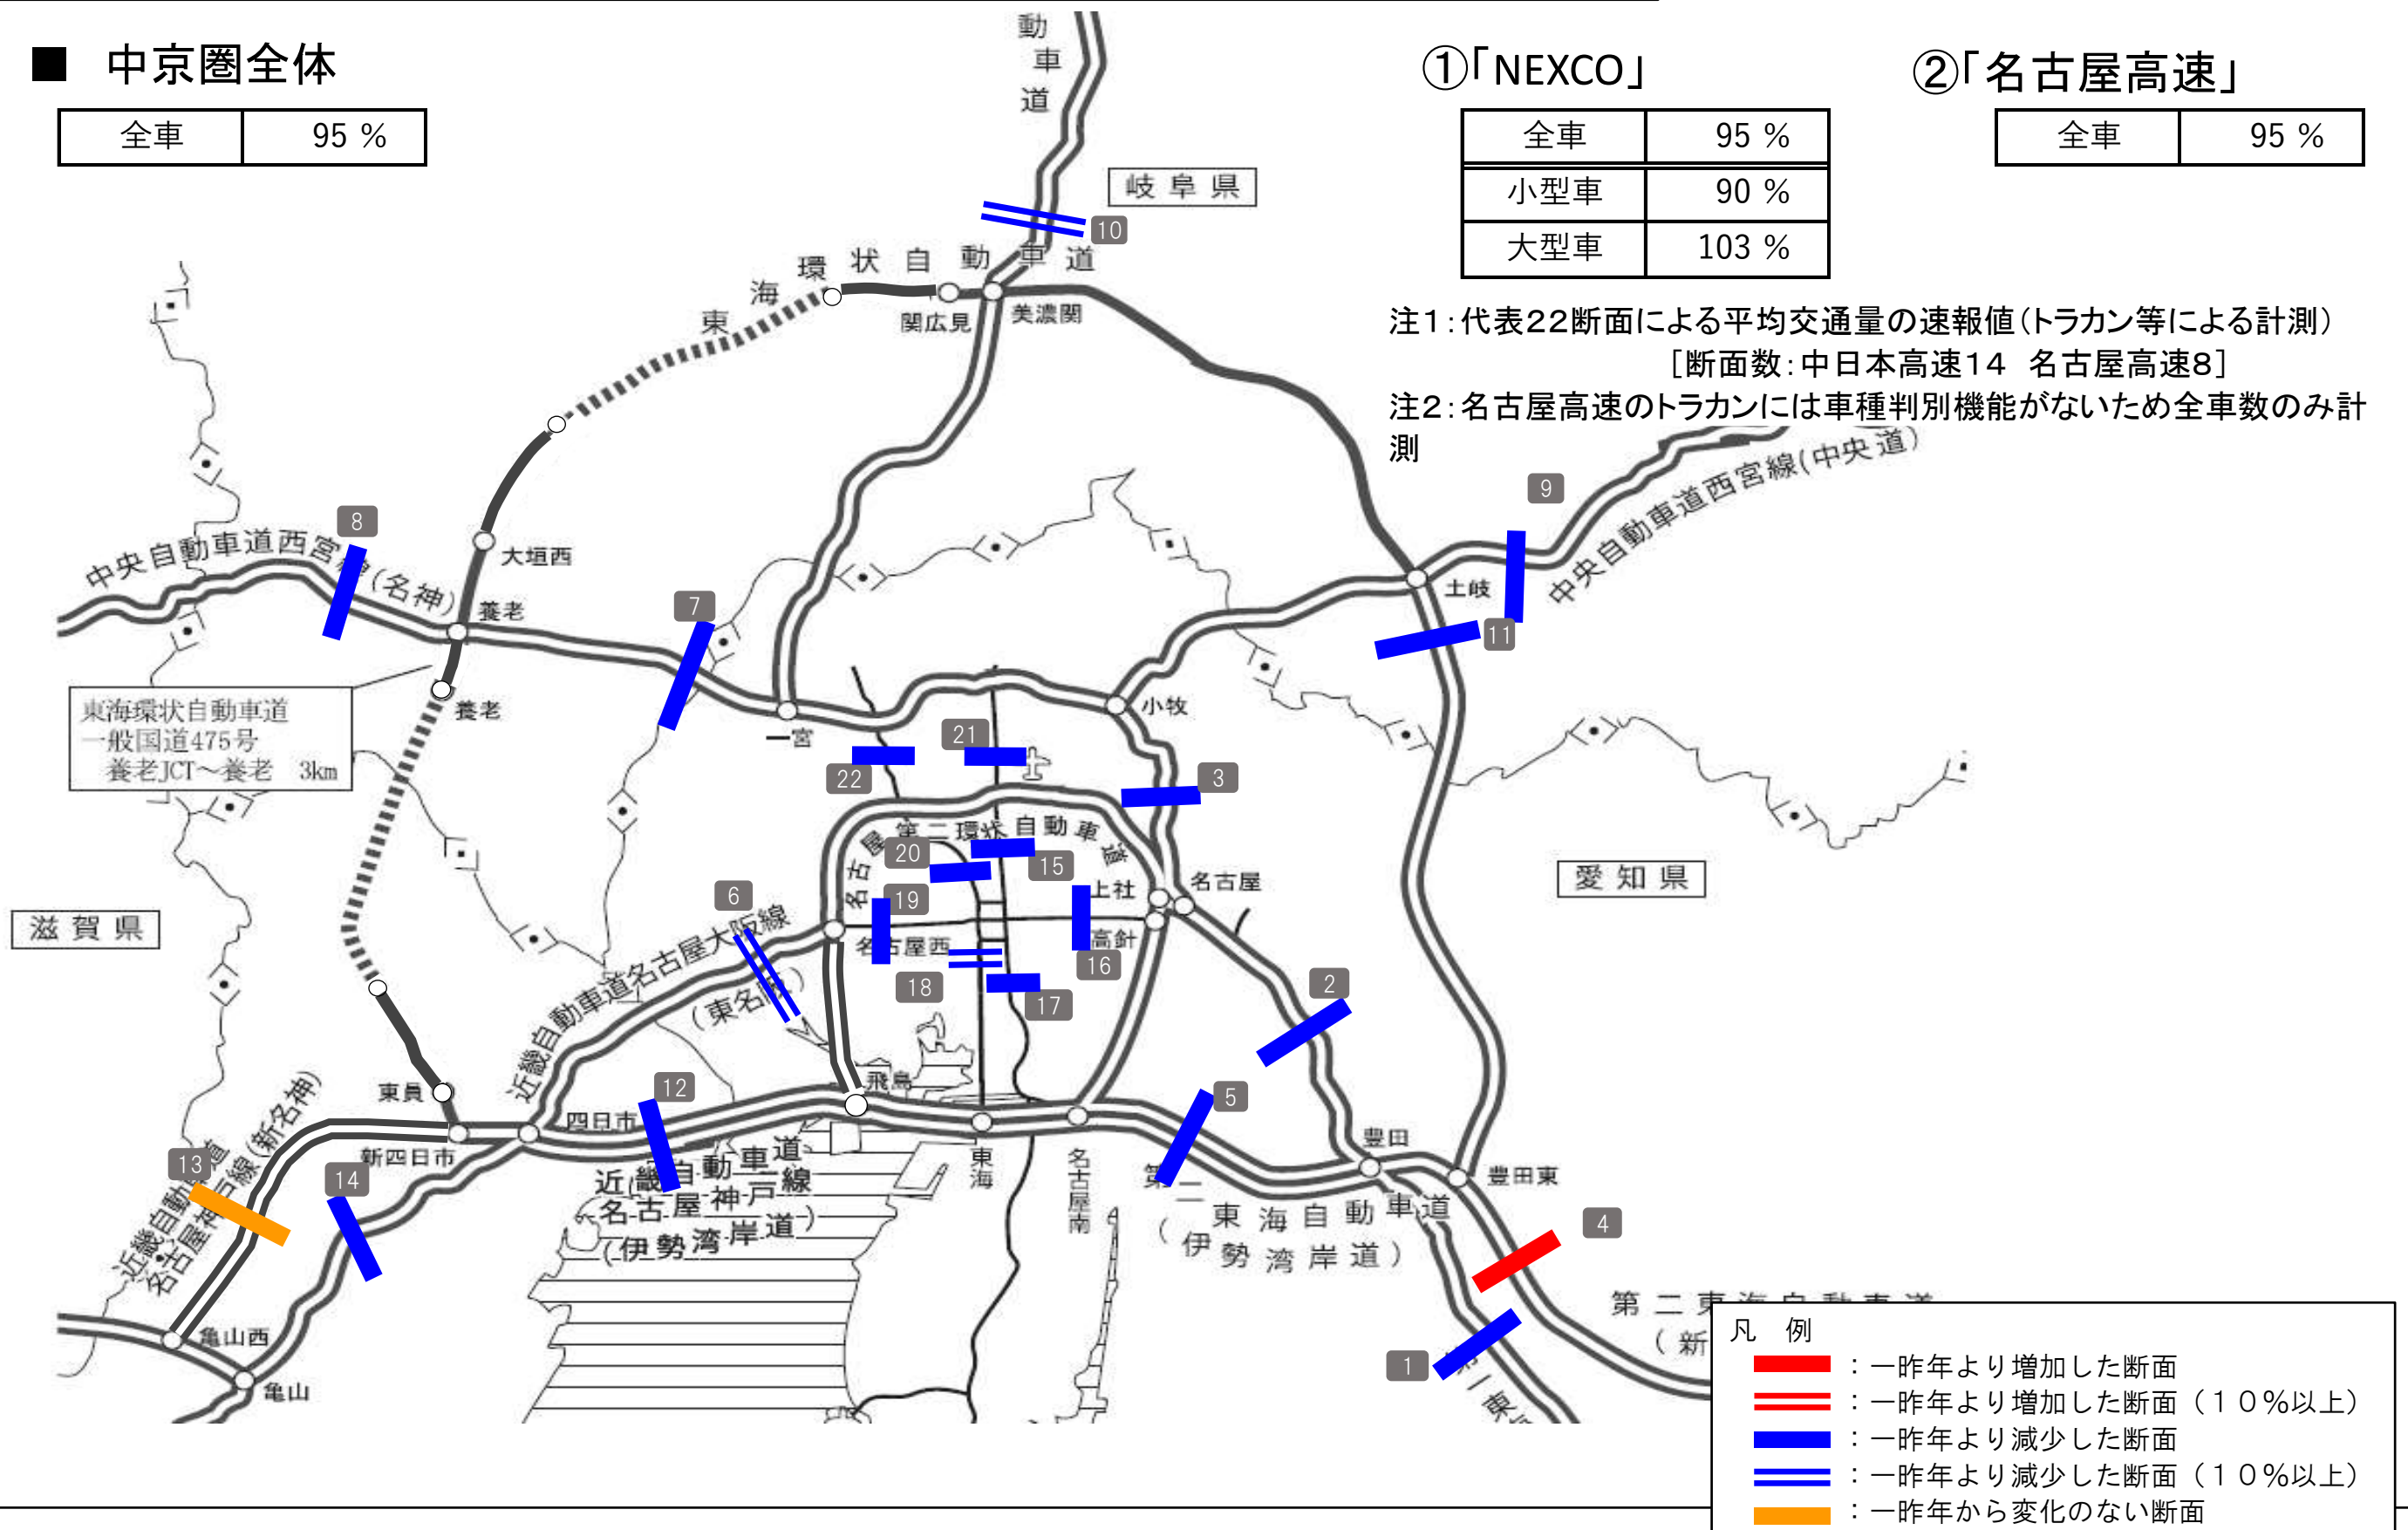 ■ 中京圏全体
全車 95 %
①「NEXCO」
全車 95 %
小型車 90 %
大型車 103 %
②「名古屋高速」
全車 95 %
注1：代表22断面による平均交通量の速報値（トラカン等による計測）
［断面数：中日本高速14 名古屋高速8］
注2：名古屋高速のトラカンには車種判別機能がないため全車数のみ計
測
動車道
岐阜県
10
東海環状自動車道
関広見
美濃関
9
中央自動車道西宮線(中央道)
8
中央自動車道西宮線(名神)
大垣西
養老
7
土岐
11
東海環状自動車道
一般国道475号
養老JCT～養老 3km
養老
一宮
小牧
21
22
3
名古屋第二環状自動車道
20
15
上社
名古屋
愛知県
19
6
滋賀県
近畿自動車道名古屋大阪線
(東名阪)
名古屋西
高針
16
18
17
2
東員
12
飛島
5
四日市
新四日市
13
14
近畿自動車道
名古屋神戸線(新名神)
近畿自動車道
名古屋神戸線
(伊勢湾岸道)
東海
名古屋南
豊田
豊田東
第二東海自動車道
(伊勢湾岸道)
4
亀山西
亀山
1
第二東海自動車道
(新
凡 例
：一昨年より増加した断面
：一昨年より増加した断面（１０％以上）
：一昨年より減少した断面
：一昨年より減少した断面（１０％以上）
：一昨年から変化のない断面